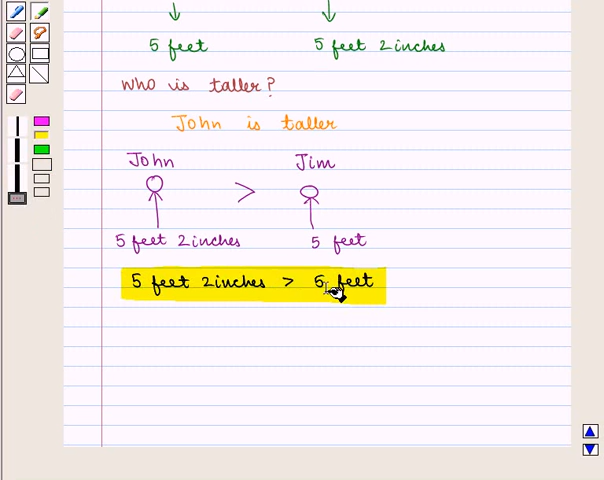 5 feet 5 feet 2 inches
Who is taller?
John is taller
John Jim
>
5 feet 2 inches 5 feet
5 feet 2 inches > 5 feet